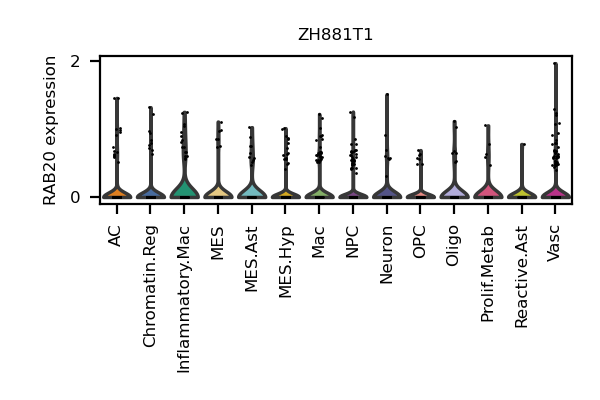 ZH881T1
RAB20 expression
2
0
AC
Chromatin.Reg
Inflammatory.Mac
MES
MES.Ast
MES.Hyp
Mac
NPC
Neuron
OPC
Oligo
Prolif.Metab
Reactive.Ast
Vasc